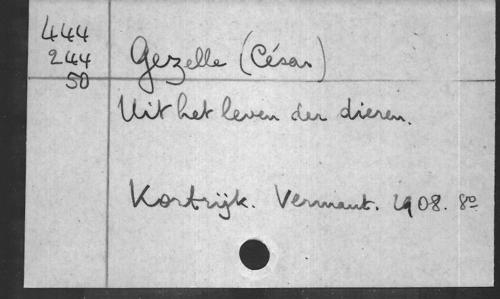 444
244
50
Gezelle (César)
Uit het leven der dieren.
Kortrijk. Vermaut. 1908. 8º